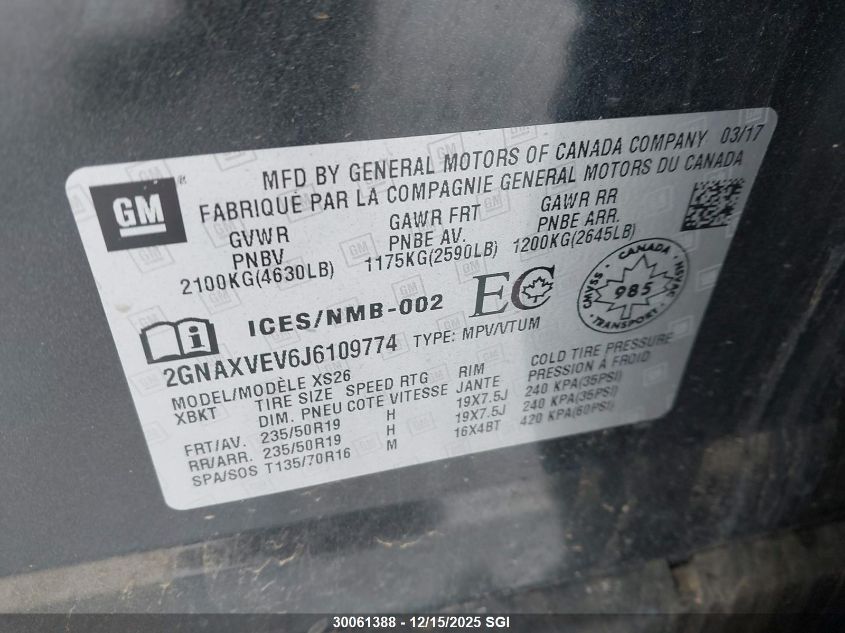 MFD BY GENERAL MOTORS OF CANADA COMPANY 03/17
FABRIQUÉ PAR LA COMPAGNIE GENERAL MOTORS DU CANADA
GM ®
GVWR GAWR FRT GAWR RR
PNBV PNBE AV. PNBE ARR.
2100KG(4630LB) 1175KG(2590LB) 1200KG(2645LB)
ICES/NMB-002 EC
CANADA
CMVSS 985 NSVAC
TRANSPORT
2GNAXVEV6J6109774 TYPE: MPV/VTUM
MODEL/MODÈLE XS26
XBKT TIRE SIZE SPEED RTG RIM COLD TIRE PRESSURE
DIM. PNEU COTE VITESSE JANTE PRESSION À FROID
FRT/AV. 235/50R19 H 19X7.5J 240 KPA(35PSI)
RR/ARR. 235/50R19 H 19X7.5J 240 KPA(35PSI)
SPA/SOS T135/70R16 M 16X4BT 420 KPA(60PSI)
30061388 - 12/15/2025 SGI